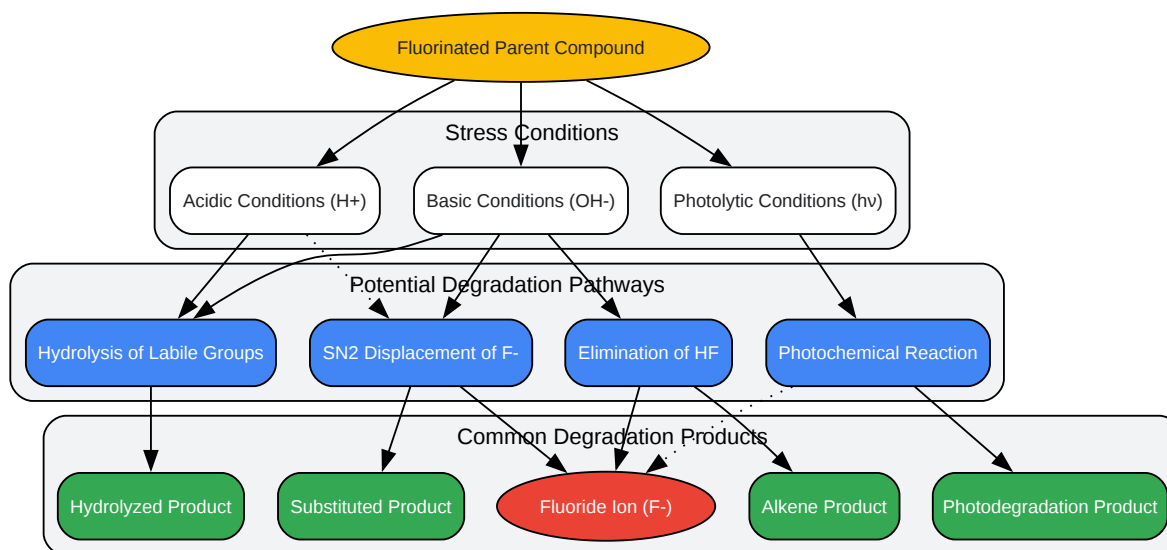 Fluorinated Parent Compound
Stress Conditions
Acidic Conditions (H+)
Basic Conditions (OH-)
Photolytic Conditions (hν)
Potential Degradation Pathways
Hydrolysis of Labile Groups
SN2 Displacement of F-
Elimination of HF
Photochemical Reaction
Common Degradation Products
Hydrolyzed Product
Substituted Product
Fluoride Ion (F-)
Alkene Product
Photodegradation Product